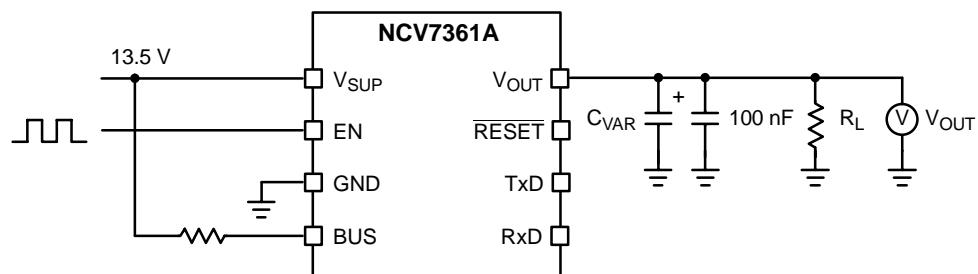 NCV7361A
13.5 V
VSUP
VOUT
EN
RESET
CVAR
+
100 nF
RL
V
VOUT
GND
TxD
BUS
RxD